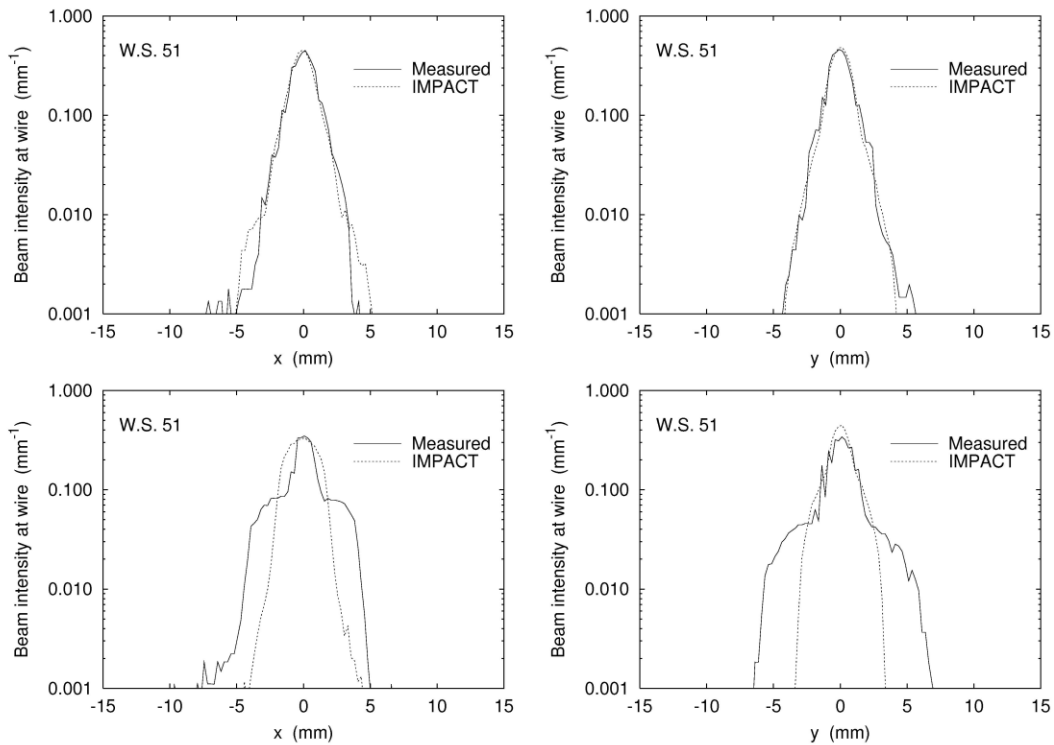 1.000
0.100
0.010
0.001
Beam intensity at wire (mm⁻¹)
W.S. 51
Measured
IMPACT
-15 -10 -5 0 5 10 15
x (mm)
1.000
0.100
0.010
0.001
Beam intensity at wire (mm⁻¹)
W.S. 51
Measured
IMPACT
-15 -10 -5 0 5 10 15
y (mm)
1.000
0.100
0.010
0.001
Beam intensity at wire (mm⁻¹)
W.S. 51
Measured
IMPACT
-15 -10 -5 0 5 10 15
x (mm)
1.000
0.100
0.010
0.001
Beam intensity at wire (mm⁻¹)
W.S. 51
Measured
IMPACT
-15 -10 -5 0 5 10 15
y (mm)